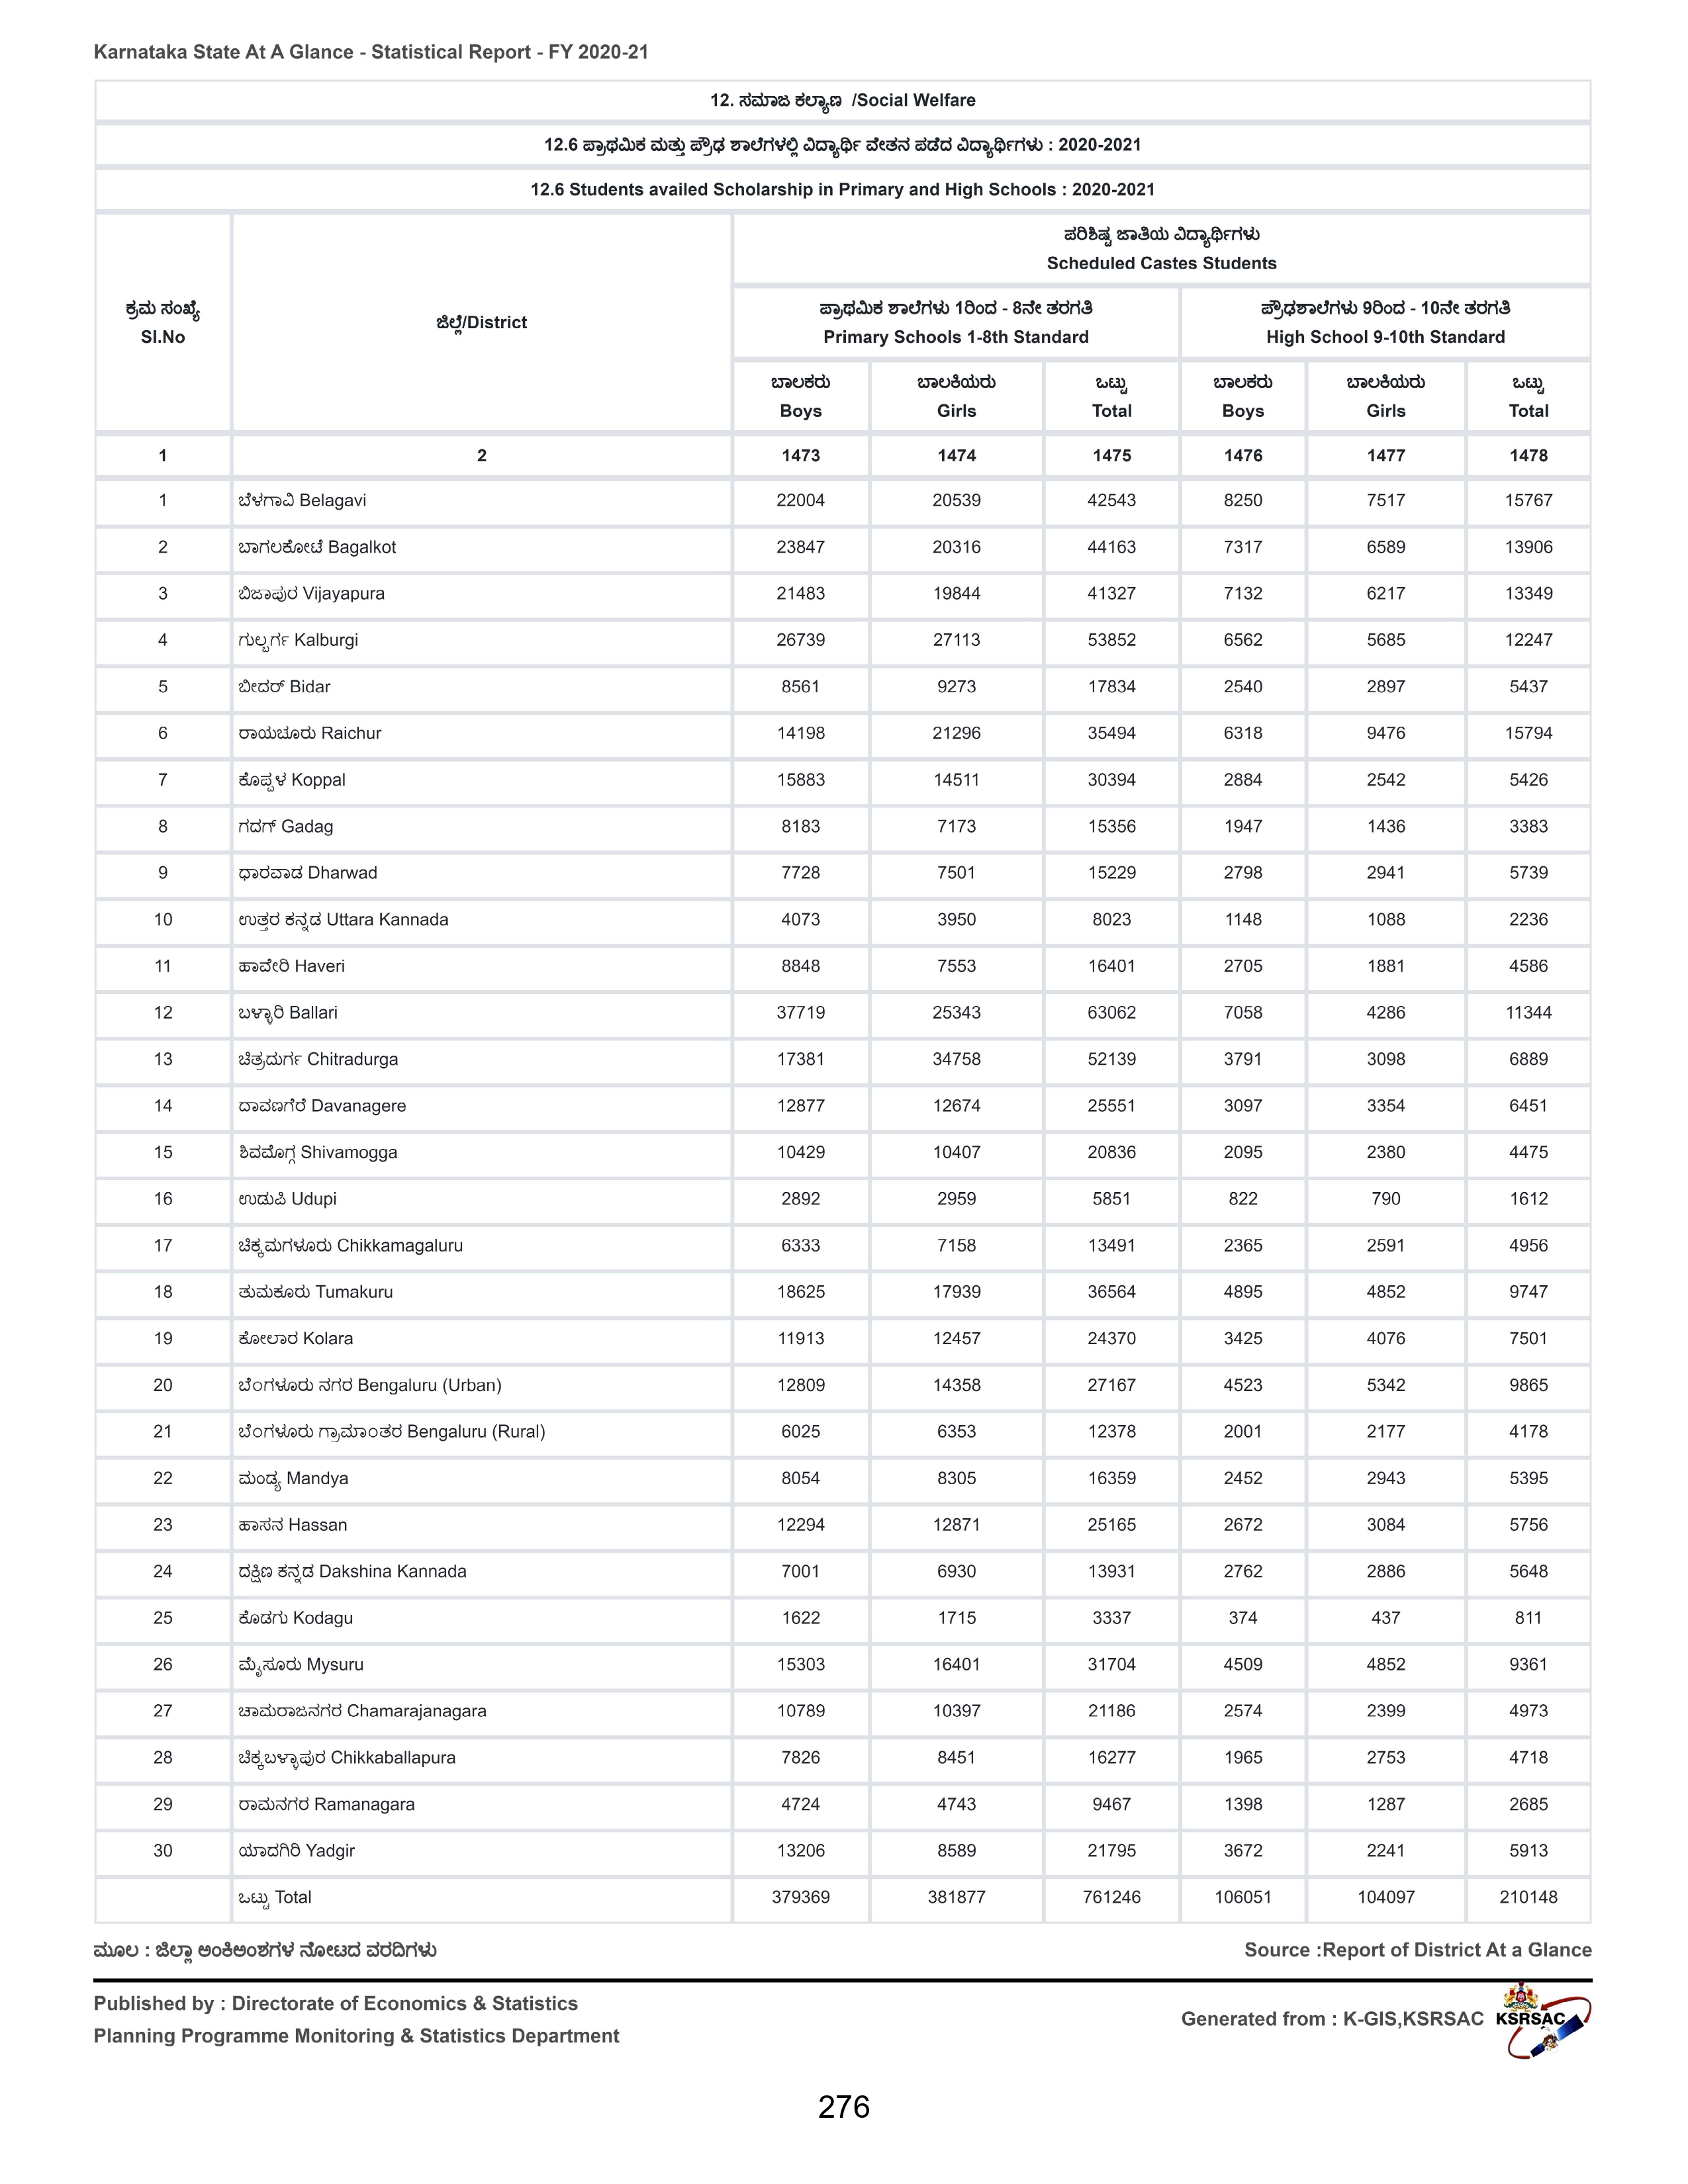 Karnataka State At A Glance - Statistical Report - FY 2020-21
12. ಸಮಾಜ ಕಲ್ಯಾಣ /Social Welfare
12.6 ಪ್ರಾಥಮಿಕ ಮತ್ತು ಪ್ರೌಢ ಶಾಲೆಗಳಲ್ಲಿ ವಿದ್ಯಾರ್ಥಿ ವೇತನ ಪಡೆದ ವಿದ್ಯಾರ್ಥಿಗಳು : 2020-2021
12.6 Students availed Scholarship in Primary and High Schools : 2020-2021
ಕ್ರಮ ಸಂಖ್ಯೆ
Sl.No
ಜಿಲ್ಲೆ/District
ಪರಿಶಿಷ್ಟ ಜಾತಿಯ ವಿದ್ಯಾರ್ಥಿಗಳು
Scheduled Castes Students
ಪ್ರಾಥಮಿಕ ಶಾಲೆಗಳು 1ರಿಂದ - 8ನೇ ತರಗತಿ
Primary Schools 1-8th Standard
ಪ್ರೌಢಶಾಲೆಗಳು 9ರಿಂದ - 10ನೇ ತರಗತಿ
High School 9-10th Standard
ಬಾಲಕರು ಬಾಲಕಿಯರು ಒಟ್ಟು ಬಾಲಕರು ಬಾಲಕಿಯರು ಒಟ್ಟು
Boys Girls Total Boys Girls Total
1 2 1473 1474 1475 1476 1477 1478
1 ಬೆಳಗಾವಿ Belagavi 22004 20539 42543 8250 7517 15767
2 ಬಾಗಲಕೋಟೆ Bagalkot 23847 20316 44163 7317 6589 13906
3 ಬಿಜಾಪುರ Vijayapura 21483 19844 41327 7132 6217 13349
4 ಗುಲ್ಬರ್ಗ Kalburgi 26739 27113 53852 6562 5685 12247
5 ಬೀದರ್ Bidar 8561 9273 17834 2540 2897 5437
6 ರಾಯಚೂರು Raichur 14198 21296 35494 6318 9476 15794
7 ಕೊಪ್ಪಳ Koppal 15883 14511 30394 2884 2542 5426
8 ಗದಗ್ Gadag 8183 7173 15356 1947 1436 3383
9 ಧಾರವಾಡ Dharwad 7728 7501 15229 2798 2941 5739
10 ಉತ್ತರ ಕನ್ನಡ Uttara Kannada 4073 3950 8023 1148 1088 2236
11 ಹಾವೇರಿ Haveri 8848 7553 16401 2705 1881 4586
12 ಬಳ್ಳಾರಿ Ballari 37719 25343 63062 7058 4286 11344
13 ಚಿತ್ರದುರ್ಗ Chitradurga 17381 34758 52139 3791 3098 6889
14 ದಾವಣಗೆರೆ Davanagere 12877 12674 25551 3097 3354 6451
15 ಶಿವಮೊಗ್ಗ Shivamogga 10429 10407 20836 2095 2380 4475
16 ಉಡುಪಿ Udupi 2892 2959 5851 822 790 1612
17 ಚಿಕ್ಕಮಗಳೂರು Chikkamagaluru 6333 7158 13491 2365 2591 4956
18 ತುಮಕೂರು Tumakuru 18625 17939 36564 4895 4852 9747
19 ಕೋಲಾರ Kolara 11913 12457 24370 3425 4076 7501
20 ಬೆಂಗಳೂರು ನಗರ Bengaluru (Urban) 12809 14358 27167 4523 5342 9865
21 ಬೆಂಗಳೂರು ಗ್ರಾಮಾಂತರ Bengaluru (Rural) 6025 6353 12378 2001 2177 4178
22 ಮಂಡ್ಯ Mandya 8054 8305 16359 2452 2943 5395
23 ಹಾಸನ Hassan 12294 12871 25165 2672 3084 5756
24 ದಕ್ಷಿಣ ಕನ್ನಡ Dakshina Kannada 7001 6930 13931 2762 2886 5648
25 ಕೊಡಗು Kodagu 1622 1715 3337 374 437 811
26 ಮೈಸೂರು Mysuru 15303 16401 31704 4509 4852 9361
27 ಚಾಮರಾಜನಗರ Chamarajanagara 10789 10397 21186 2574 2399 4973
28 ಚಿಕ್ಕಬಳ್ಳಾಪುರ Chikkaballapura 7826 8451 16277 1965 2753 4718
29 ರಾಮನಗರ Ramanagara 4724 4743 9467 1398 1287 2685
30 ಯಾದಗಿರಿ Yadgir 13206 8589 21795 3672 2241 5913
ಒಟ್ಟು Total 379369 381877 761246 106051 104097 210148
ಮೂಲ : ಜಿಲ್ಲಾ ಅಂಕಿಅಂಶಗಳ ನೋಟದ ವರದಿಗಳು Source :Report of District At a Glance
Published by : Directorate of Economics & Statistics
Planning Programme Monitoring & Statistics Department
Generated from : K-GIS,KSRSAC KSRSAC
276